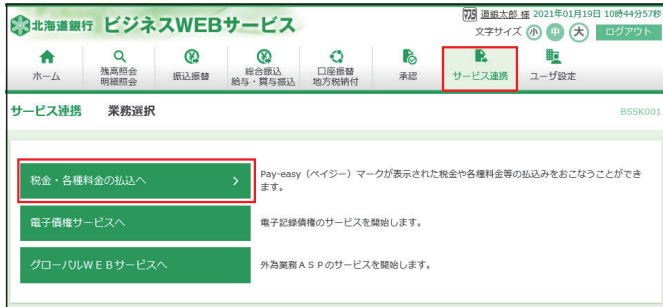 北海道銀行 ビジネスWEBサービス
道銀太郎 様 2021年01月19日 10時44分57秒
文字サイズ 小 中 大 ログアウト
ホーム
残高照会
明細照会
振込振替
総合振込
給与・賞与振込
口座振替
地方税納付
承認
サービス連携
ユーザ設定
サービス連携 業務選択 BSSK001
税金・各種料金の払込へ
Pay-easy（ペイジー）マークが表示された税金や各種料金等の払込みをおこなうことができ
ます。
電子債権サービスへ 電子記録債権のサービスを開始します。
グローバルWEBサービスへ 外為業務ASPのサービスを開始します。